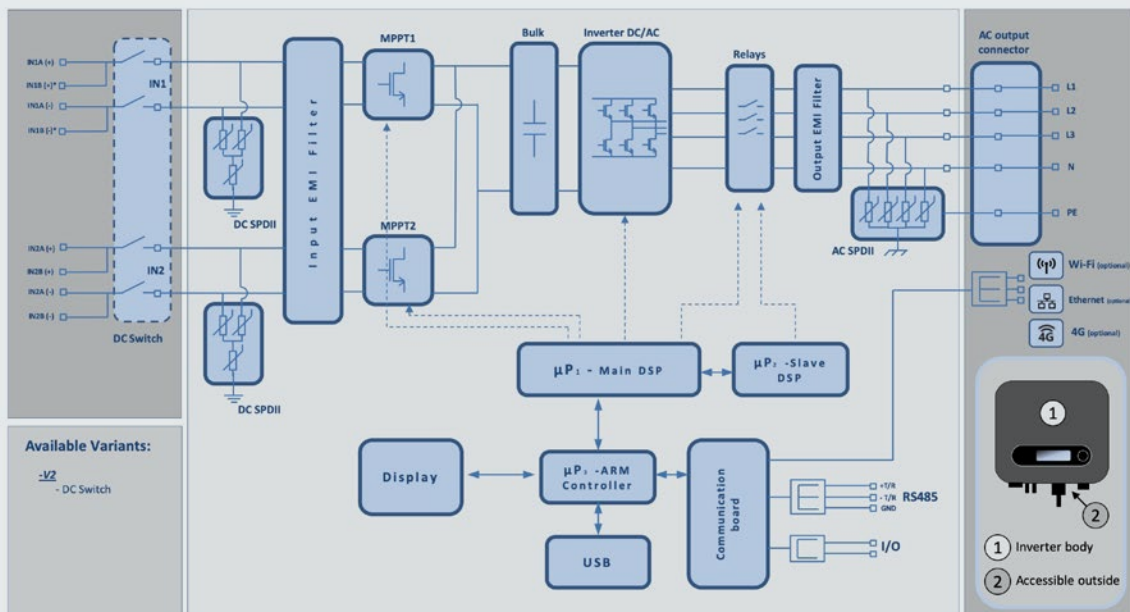 IN1A (+)
IN1B (+)*
IN1A (-)
IN1B (-)*
IN1
IN2A (+)
IN2B (+)
IN2A (-)
IN2B (-)
IN2
DC Switch
DC SPDII
DC SPDII
Input EMI Filter
MPPT1
MPPT2
Bulk
Inverter DC/AC
Relays
Output EMI Filter
AC SPDII
AC output
connector
L1
L2
L3
N
PE
Wi-Fi (optional)
Ethernet (optional)
4G
4G (optional)
µP₁ - Main DSP
µP₂ -Slave
DSP
Display
µP₃ -ARM
Controller
USB
Communication
board
+T/R
- T/R
GND
RS485
I/O
Available Variants:
-V2
- DC Switch
1
2
1 Inverter body
2 Accessible outside